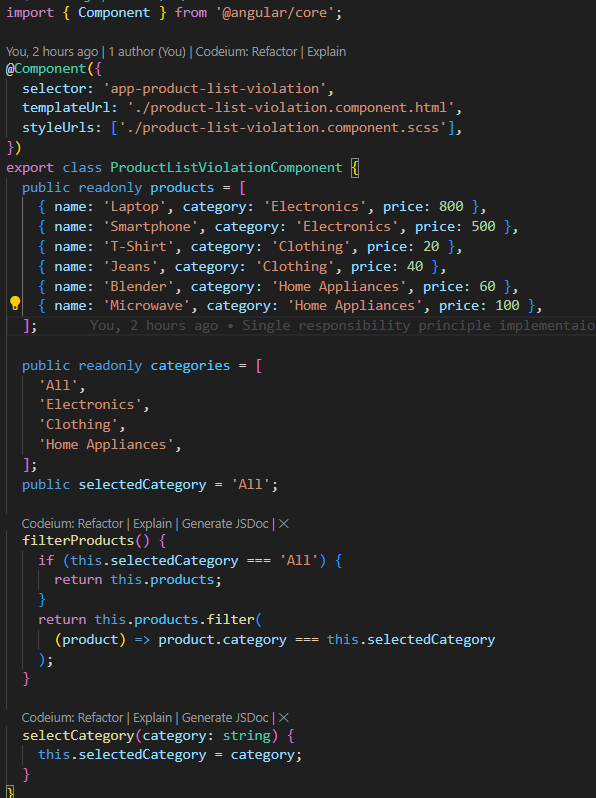 import { Component } from '@angular/core';
You, 2 hours ago | 1 author (You) | Codeium: Refactor | Explain
@Component({
  selector: 'app-product-list-violation',
  templateUrl: './product-list-violation.component.html',
  styleUrls: ['./product-list-violation.component.scss'],
})
export class ProductListViolationComponent {
  public readonly products = [
    { name: 'Laptop', category: 'Electronics', price: 800 },
    { name: 'Smartphone', category: 'Electronics', price: 500 },
    { name: 'T-Shirt', category: 'Clothing', price: 20 },
    { name: 'Jeans', category: 'Clothing', price: 40 },
    { name: 'Blender', category: 'Home Appliances', price: 60 },
    { name: 'Microwave', category: 'Home Appliances', price: 100 },
  ];      You, 2 hours ago • Single responsibility principle implementaio
  public readonly categories = [
    'All',
    'Electronics',
    'Clothing',
    'Home Appliances',
  ];
  public selectedCategory = 'All';
  Codeium: Refactor | Explain | Generate JSDoc | ×
  filterProducts() {
    if (this.selectedCategory === 'All') {
      return this.products;
    }
    return this.products.filter(
      (product) => product.category === this.selectedCategory
    );
  }
  Codeium: Refactor | Explain | Generate JSDoc | ×
  selectCategory(category: string) {
    this.selectedCategory = category;
  }
}